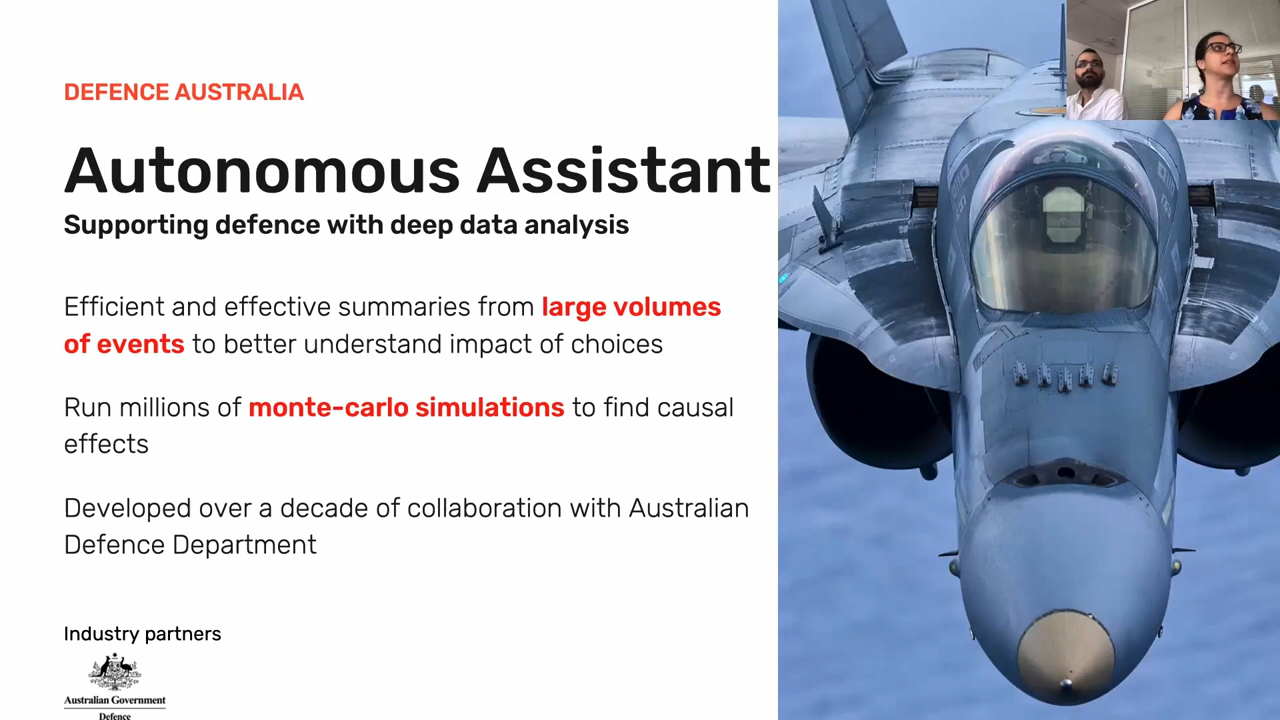 DEFENCE AUSTRALIA
Autonomous Assistant
Supporting defence with deep data analysis
Efficient and effective summaries from large volumes
of events to better understand impact of choices
Run millions of monte-carlo simulations to find causal
effects
Developed over a decade of collaboration with Australian
Defence Department
Industry partners
Australian Government
Defence